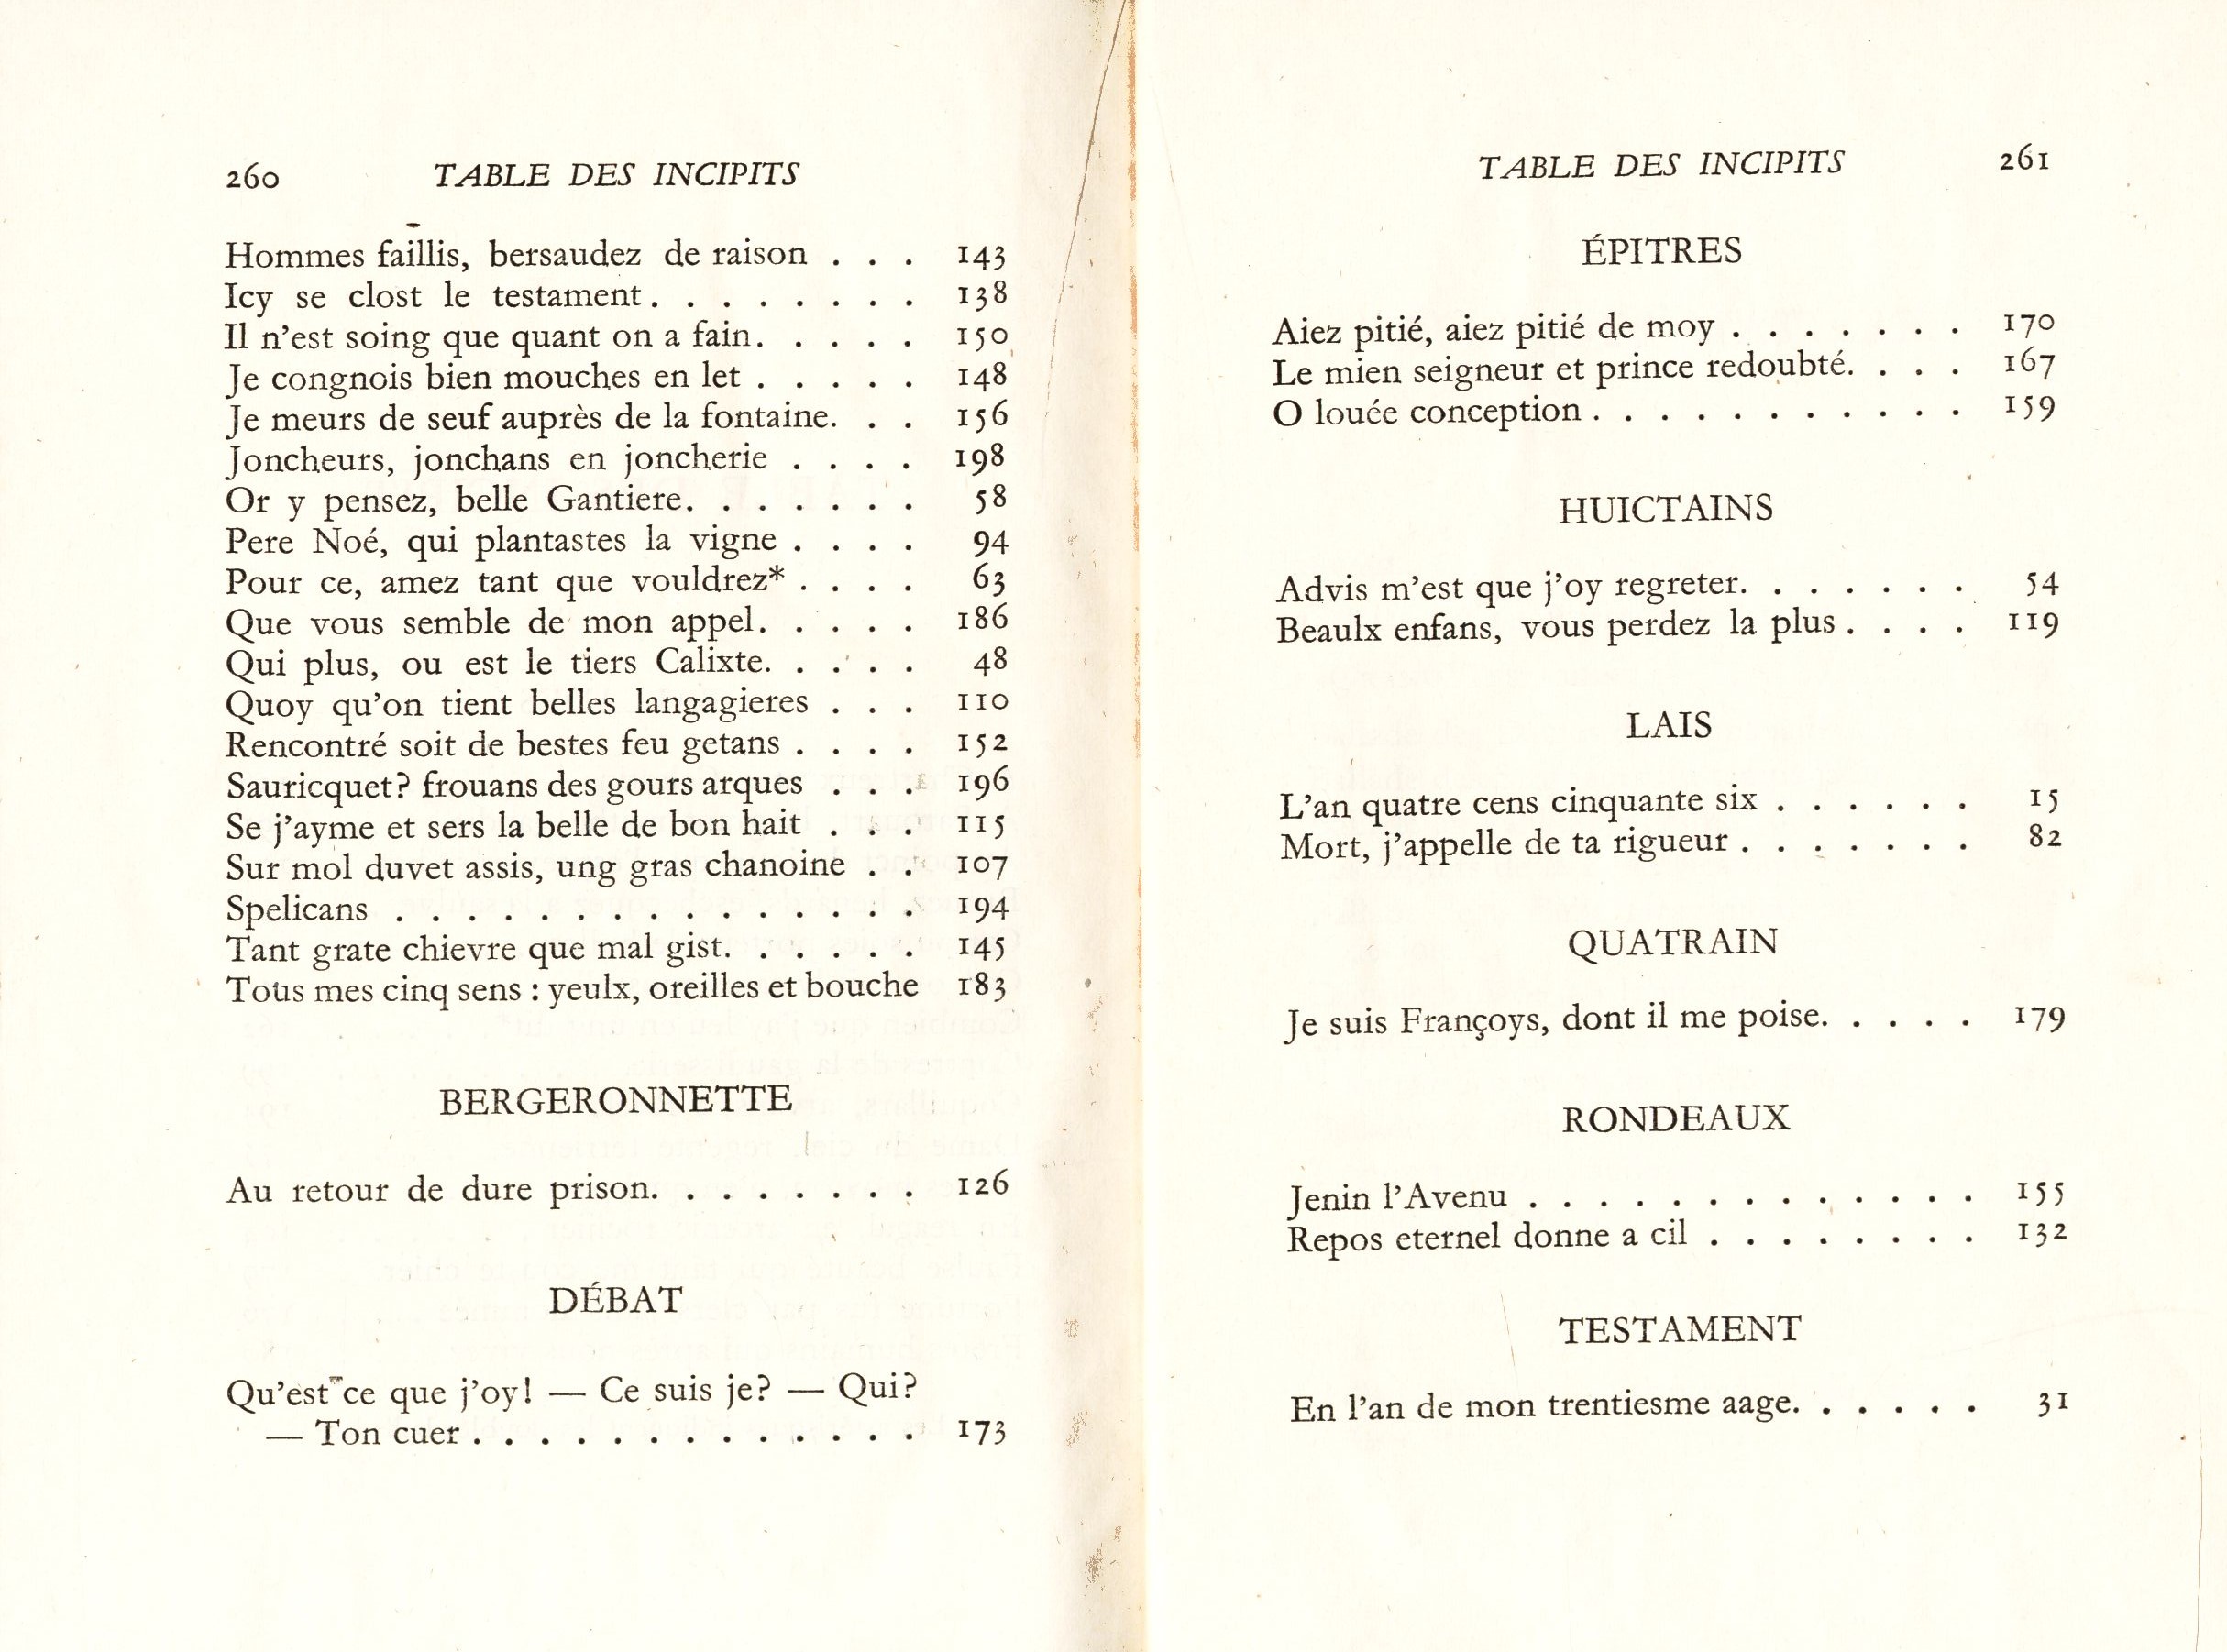 260 TABLE DES INCIPITS
Hommes faillis, bersaudez de raison . . . 143
Icy se clost le testament. . . . . . . . 138
Il n'est soing que quant on a fain. . . . . 150
Je congnois bien mouches en let . . . . . 148
Je meurs de seuf auprès de la fontaine. . . 156
Joncheurs, jonchans en joncherie . . . . 198
Or y pensez, belle Gantiere. . . . . . . 58
Pere Noé, qui plantastes la vigne . . . . 94
Pour ce, amez tant que vouldrez* . . . . 63
Que vous semble de mon appel. . . . . 186
Qui plus, ou est le tiers Calixte. . . . . 48
Quoy qu'on tient belles langagieres . . . 110
Rencontré soit de bestes feu getans . . . . 152
Sauricquet? frouans des gours arques . . . 196
Se j'ayme et sers la belle de bon hait . . . 115
Sur mol duvet assis, ung gras chanoine . . 107
Spelicans . . . . . . . . . . . . . . . 194
Tant grate chievre que mal gist. . . . . . 145
Tous mes cinq sens : yeulx, oreilles et bouche 183
BERGERONNETTE
Au retour de dure prison. . . . . . . . 126
DÉBAT
Qu'est ce que j'oy! — Ce suis je? — Qui?
— Ton cuer . . . . . . . . . . . . . 173
TABLE DES INCIPITS 261
ÉPITRES
Aiez pitié, aiez pitié de moy . . . . . . . 170
Le mien seigneur et prince redoubté. . . . 167
O louée conception . . . . . . . . . . . 159
HUICTAINS
Advis m'est que j'oy regreter. . . . . . . 54
Beaulx enfans, vous perdez la plus . . . . 119
LAIS
L'an quatre cens cinquante six . . . . . . 15
Mort, j'appelle de ta rigueur . . . . . . . 82
QUATRAIN
Je suis Françoys, dont il me poise. . . . . 179
RONDEAUX
Jenin l'Avenu . . . . . . . . . . . . . 155
Repos eternel donne a cil . . . . . . . . 132
TESTAMENT
En l'an de mon trentiesme aage. . . . . . 31